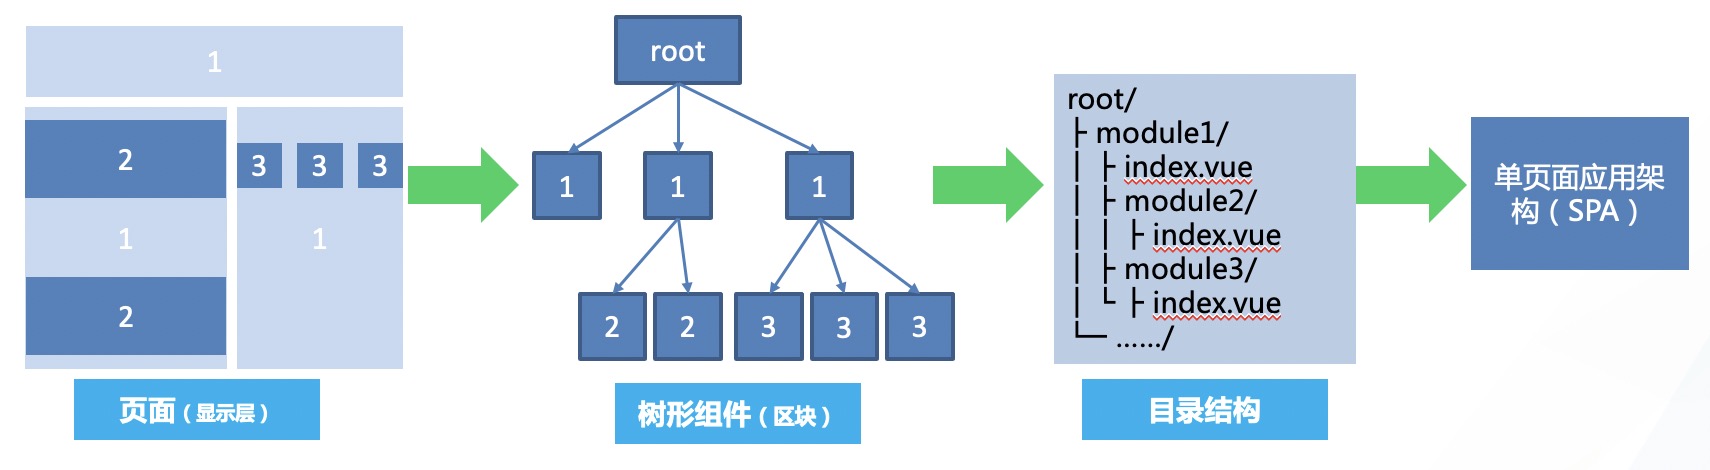 1
2
1
2
3 3 3
1
页面（显示层）
root
1 1 1
2 2 3 3 3
树形组件（区块）
root/
├ module1/
│ ├ index.vue
│ ├ module2/
│ │ ├ index.vue
│ ├ module3/
│ └ ├ index.vue
└─ ……/
目录结构
单页面应用架
构（SPA）